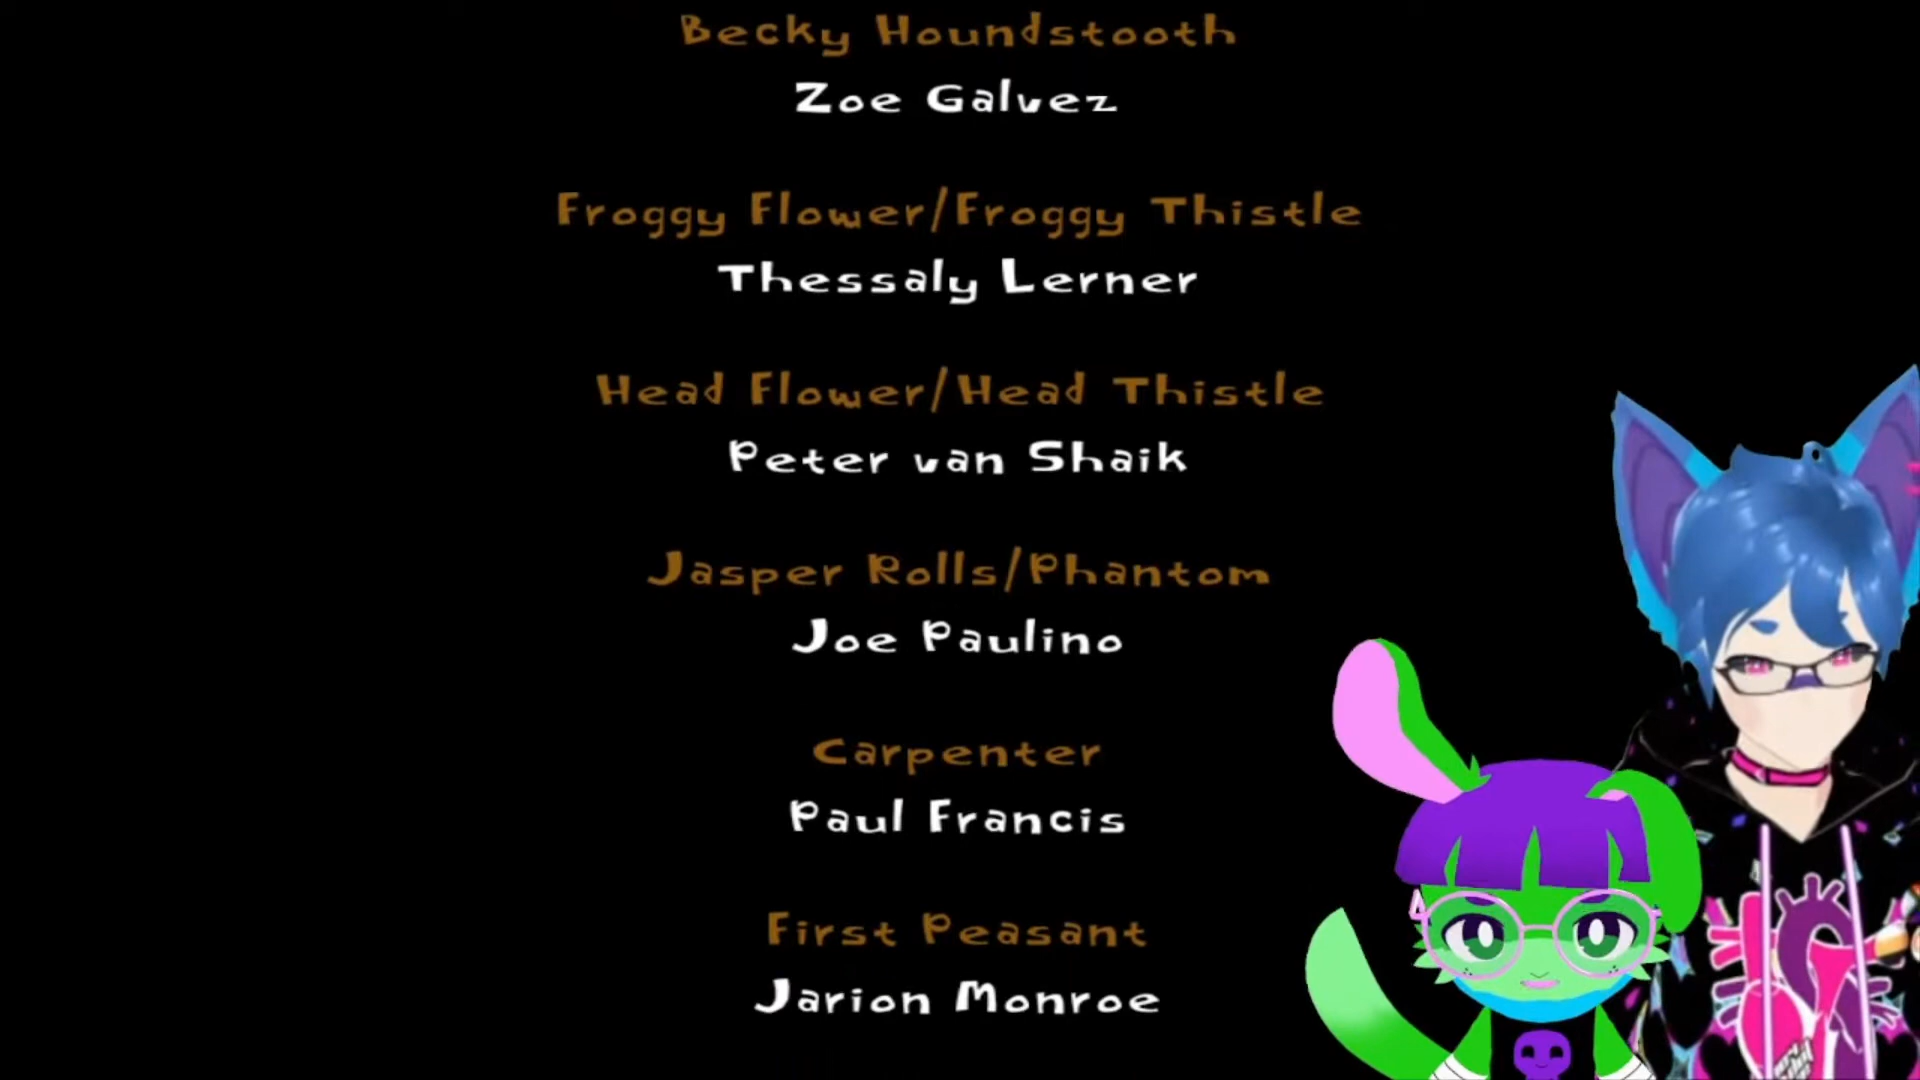 Becky Houndstooth
Zoe Galvez
Froggy Flower/Froggy Thistle
Thessaly Lerner
Head Flower/Head Thistle
Peter van Shaik
Jasper Rolls/Phantom
Joe Paulino
Carpenter
Paul Francis
First Peasant
Jarion Monroe